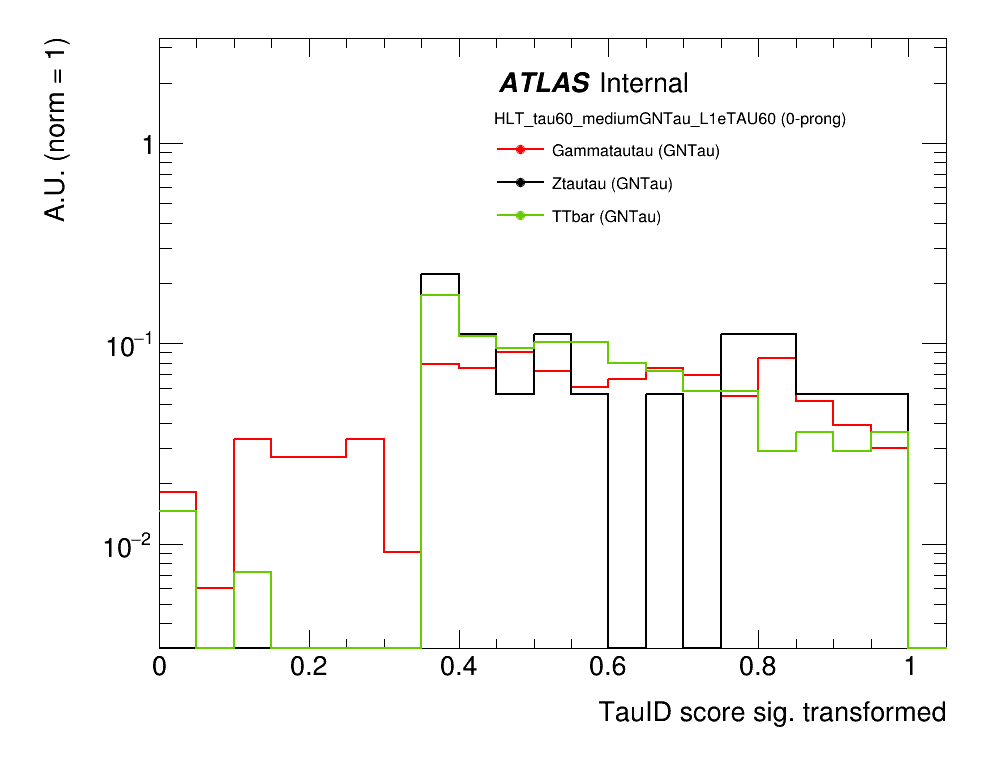 A.U. (norm = 1)
ATLAS Internal
HLT_tau60_mediumGNTau_L1eTAU60 (0-prong)
Gammatautau (GNTau)
Ztautau (GNTau)
TTbar (GNTau)
1
10⁻¹
10⁻²
0 0.2 0.4 0.6 0.8 1
TauID score sig. transformed